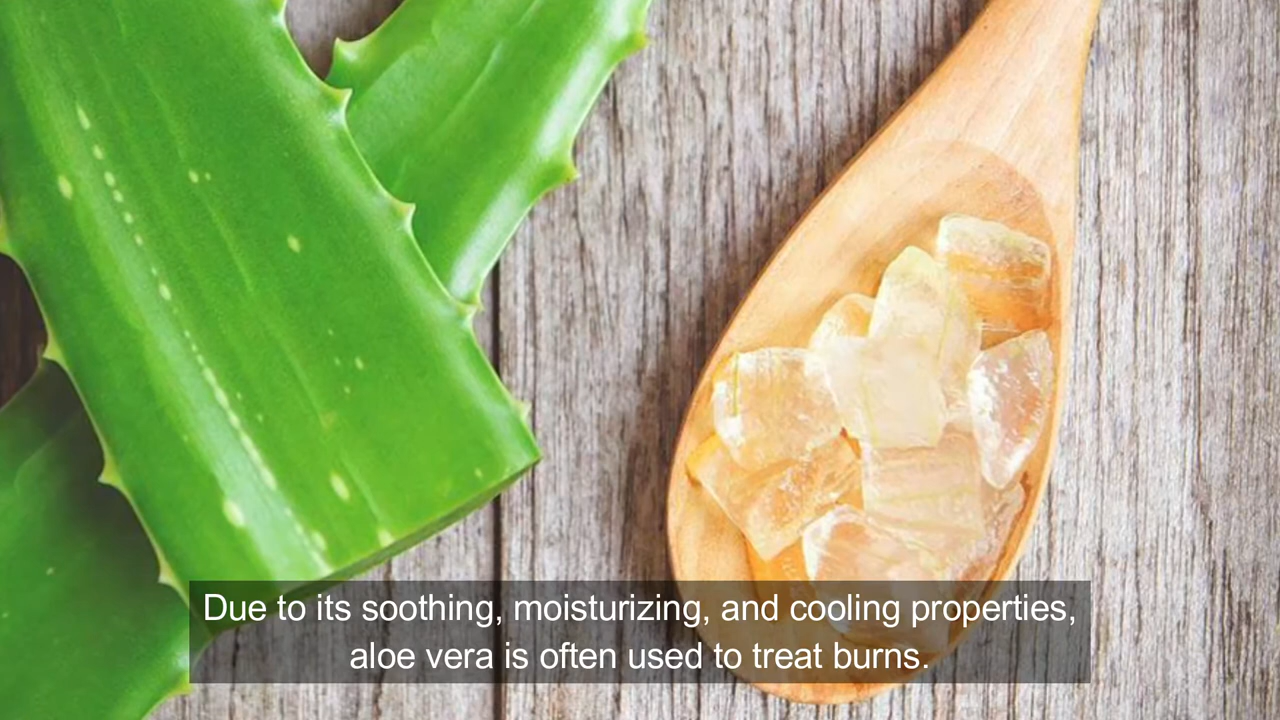 Due to its soothing, moisturizing, and cooling properties,
aloe vera is often used to treat burns.